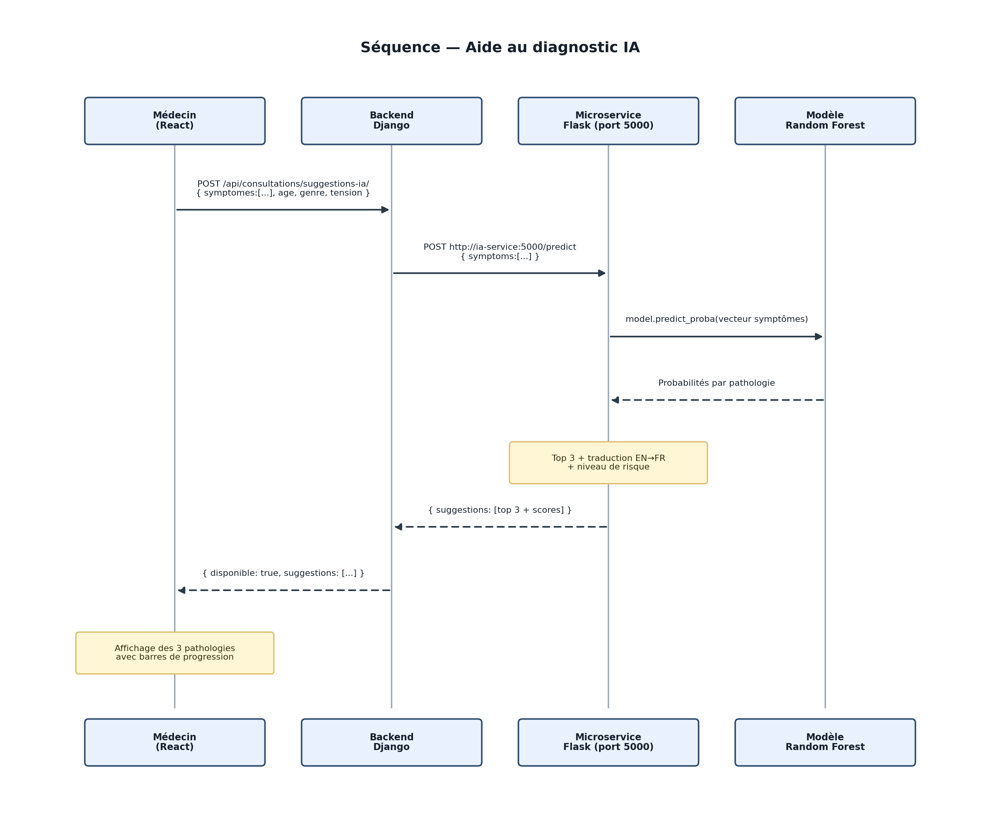 Séquence — Aide au diagnostic IA
Médecin
(React)
Backend
Django
Microservice
Flask (port 5000)
Modèle
Random Forest
POST /api/consultations/suggestions-ia/
{ symptomes:[...], age, genre, tension }
POST http://ia-service:5000/predict
{ symptoms:[...] }
model.predict_proba(vecteur symptômes)
Probabilités par pathologie
Top 3 + traduction EN→FR
+ niveau de risque
{ suggestions: [top 3 + scores] }
{ disponible: true, suggestions: [...] }
Affichage des 3 pathologies
avec barres de progression
Médecin
(React)
Backend
Django
Microservice
Flask (port 5000)
Modèle
Random Forest